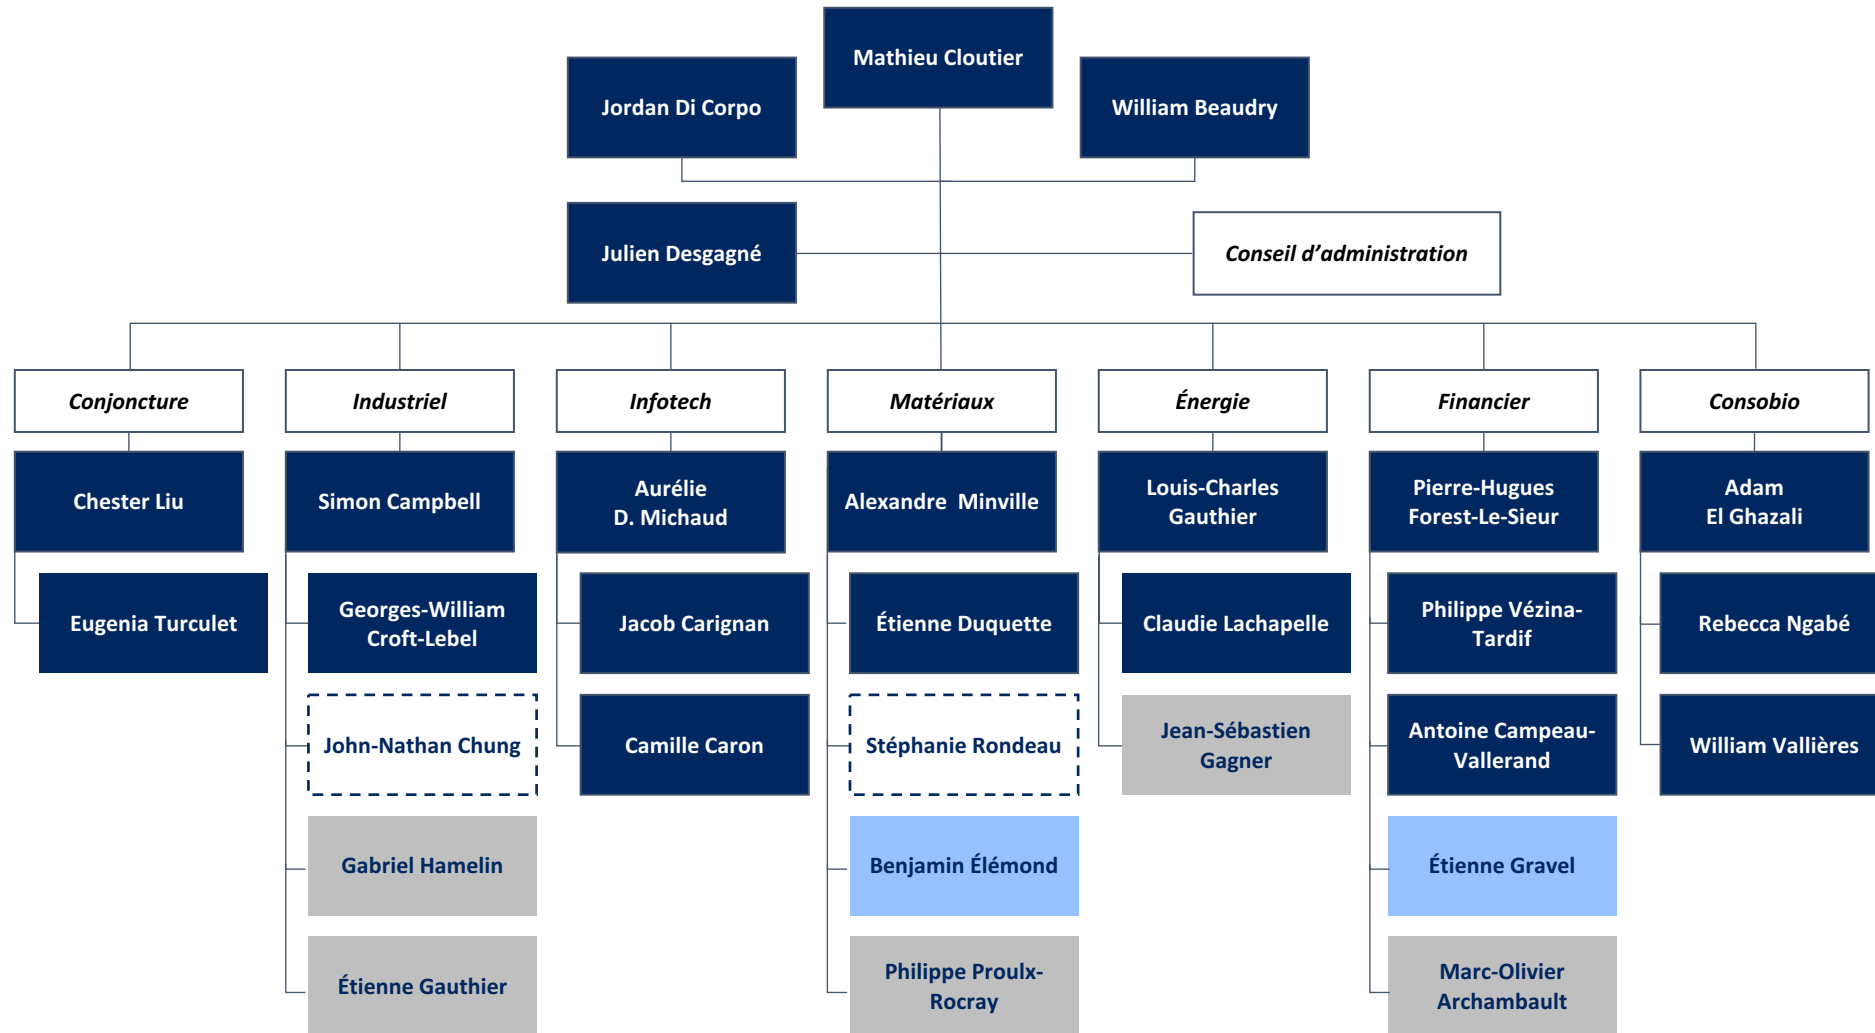 Mathieu Cloutier
Jordan Di Corpo
William Beaudry
Julien Desgagné
Conseil d’administration
Conjoncture
Industriel
Infotech
Matériaux
Énergie
Financier
Consobio
Chester Liu
Simon Campbell
Aurélie
D. Michaud
Alexandre Minville
Louis-Charles
Gauthier
Pierre-Hugues
Forest-Le-Sieur
Adam
El Ghazali
Eugenia Turculet
Georges-William
Croft-Lebel
Jacob Carignan
Étienne Duquette
Claudie Lachapelle
Philippe Vézina-
Tardif
Rebecca Ngabé
John-Nathan Chung
Camille Caron
Stéphanie Rondeau
Jean-Sébastien
Gagner
Antoine Campeau-
Vallerand
William Vallières
Gabriel Hamelin
Benjamin Élémond
Étienne Gravel
Étienne Gauthier
Philippe Proulx-
Rocray
Marc-Olivier
Archambault